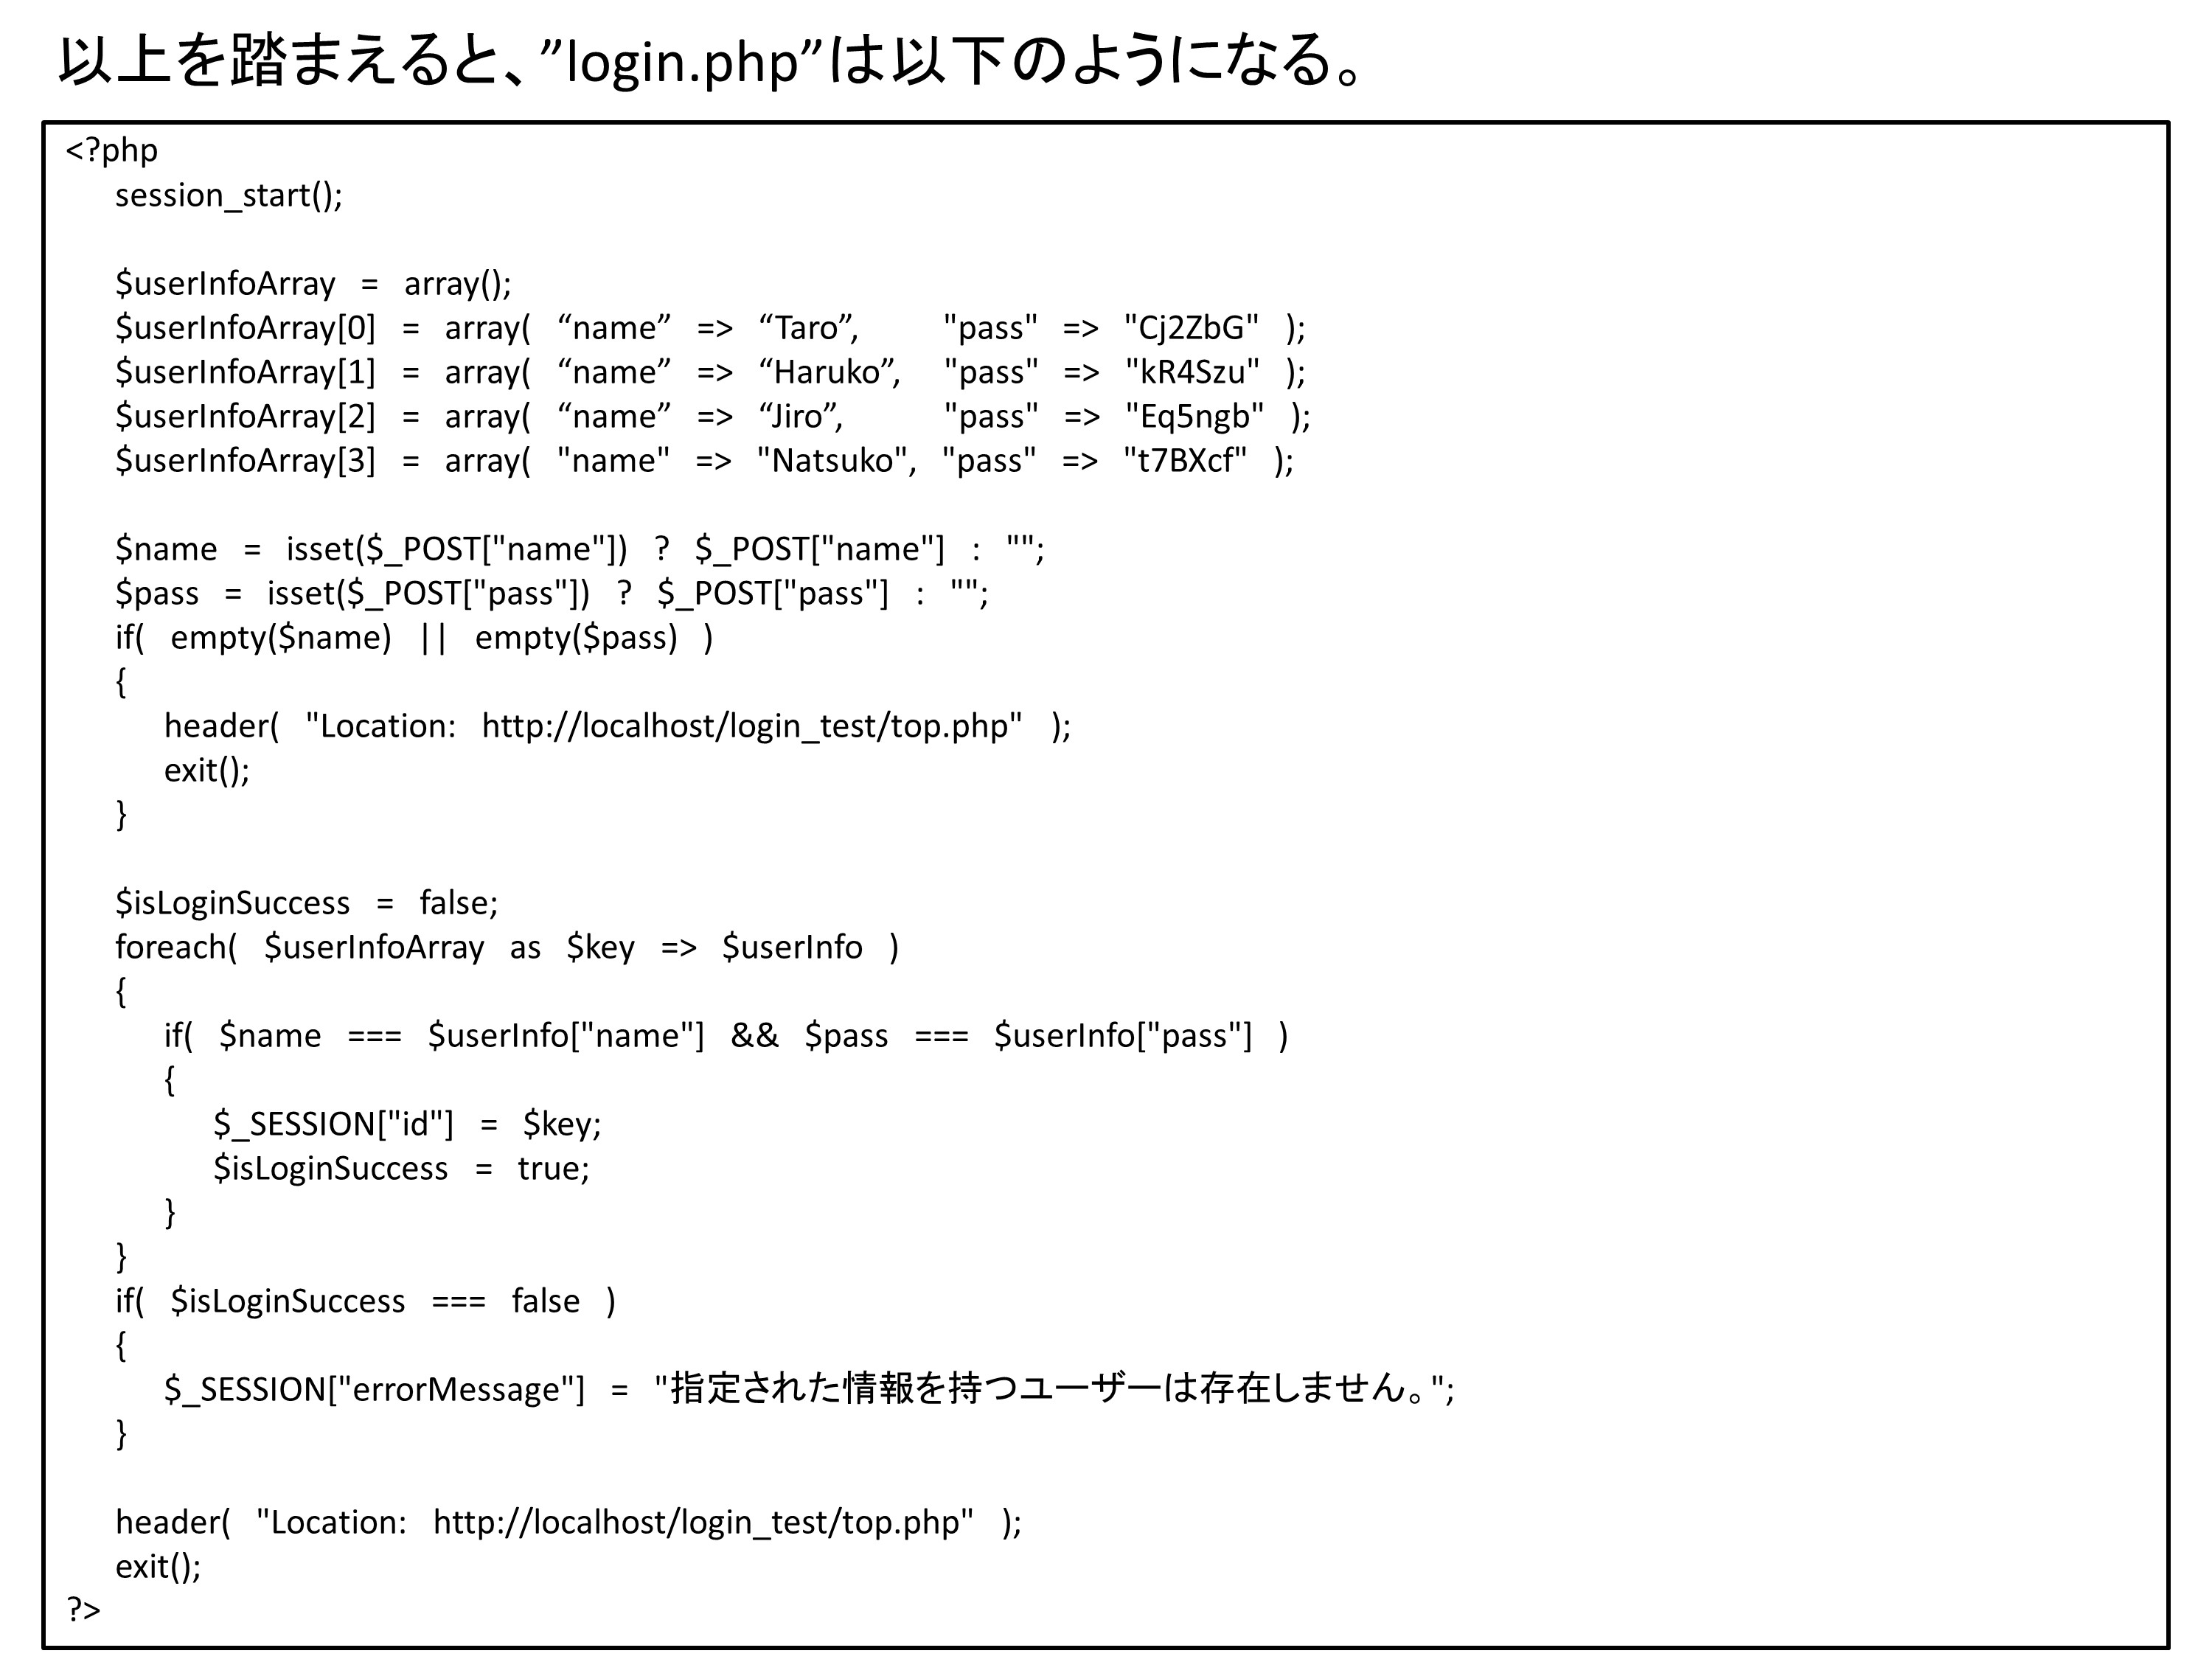 以上を踏まえると、”login.php”は以下のようになる。
<?php
session_start();
$userInfoArray = array();
$userInfoArray[0] = array( “name” => “Taro”, "pass" => "Cj2ZbG" );
$userInfoArray[1] = array( “name” => “Haruko”, "pass" => "kR4Szu" );
$userInfoArray[2] = array( “name” => “Jiro”, "pass" => "Eq5ngb" );
$userInfoArray[3] = array( "name" => "Natsuko", "pass" => "t7BXcf" );
$name = isset($_POST["name"]) ? $_POST["name"] : "";
$pass = isset($_POST["pass"]) ? $_POST["pass"] : "";
if( empty($name) || empty($pass) )
{
header( "Location: http://localhost/login_test/top.php" );
exit();
}
$isLoginSuccess = false;
foreach( $userInfoArray as $key => $userInfo )
{
if( $name === $userInfo["name"] && $pass === $userInfo["pass"] )
{
$_SESSION["id"] = $key;
$isLoginSuccess = true;
}
}
if( $isLoginSuccess === false )
{
$_SESSION["errorMessage"] = "指定された情報を持つユーザーは存在しません。";
}
header( "Location: http://localhost/login_test/top.php" );
exit();
?>